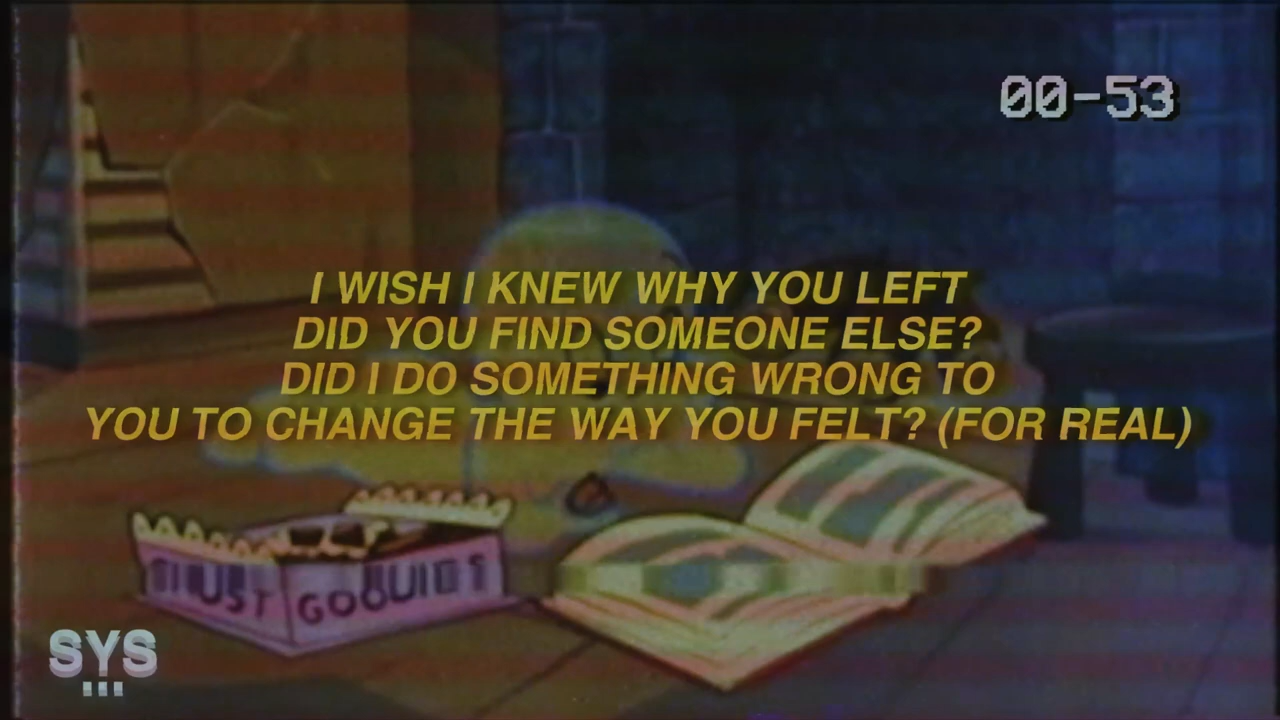 00-53
I WISH I KNEW WHY YOU LEFT
DID YOU FIND SOMEONE ELSE?
DID I DO SOMETHING WRONG TO
YOU TO CHANGE THE WAY YOU FELT? (FOR REAL)
SYS